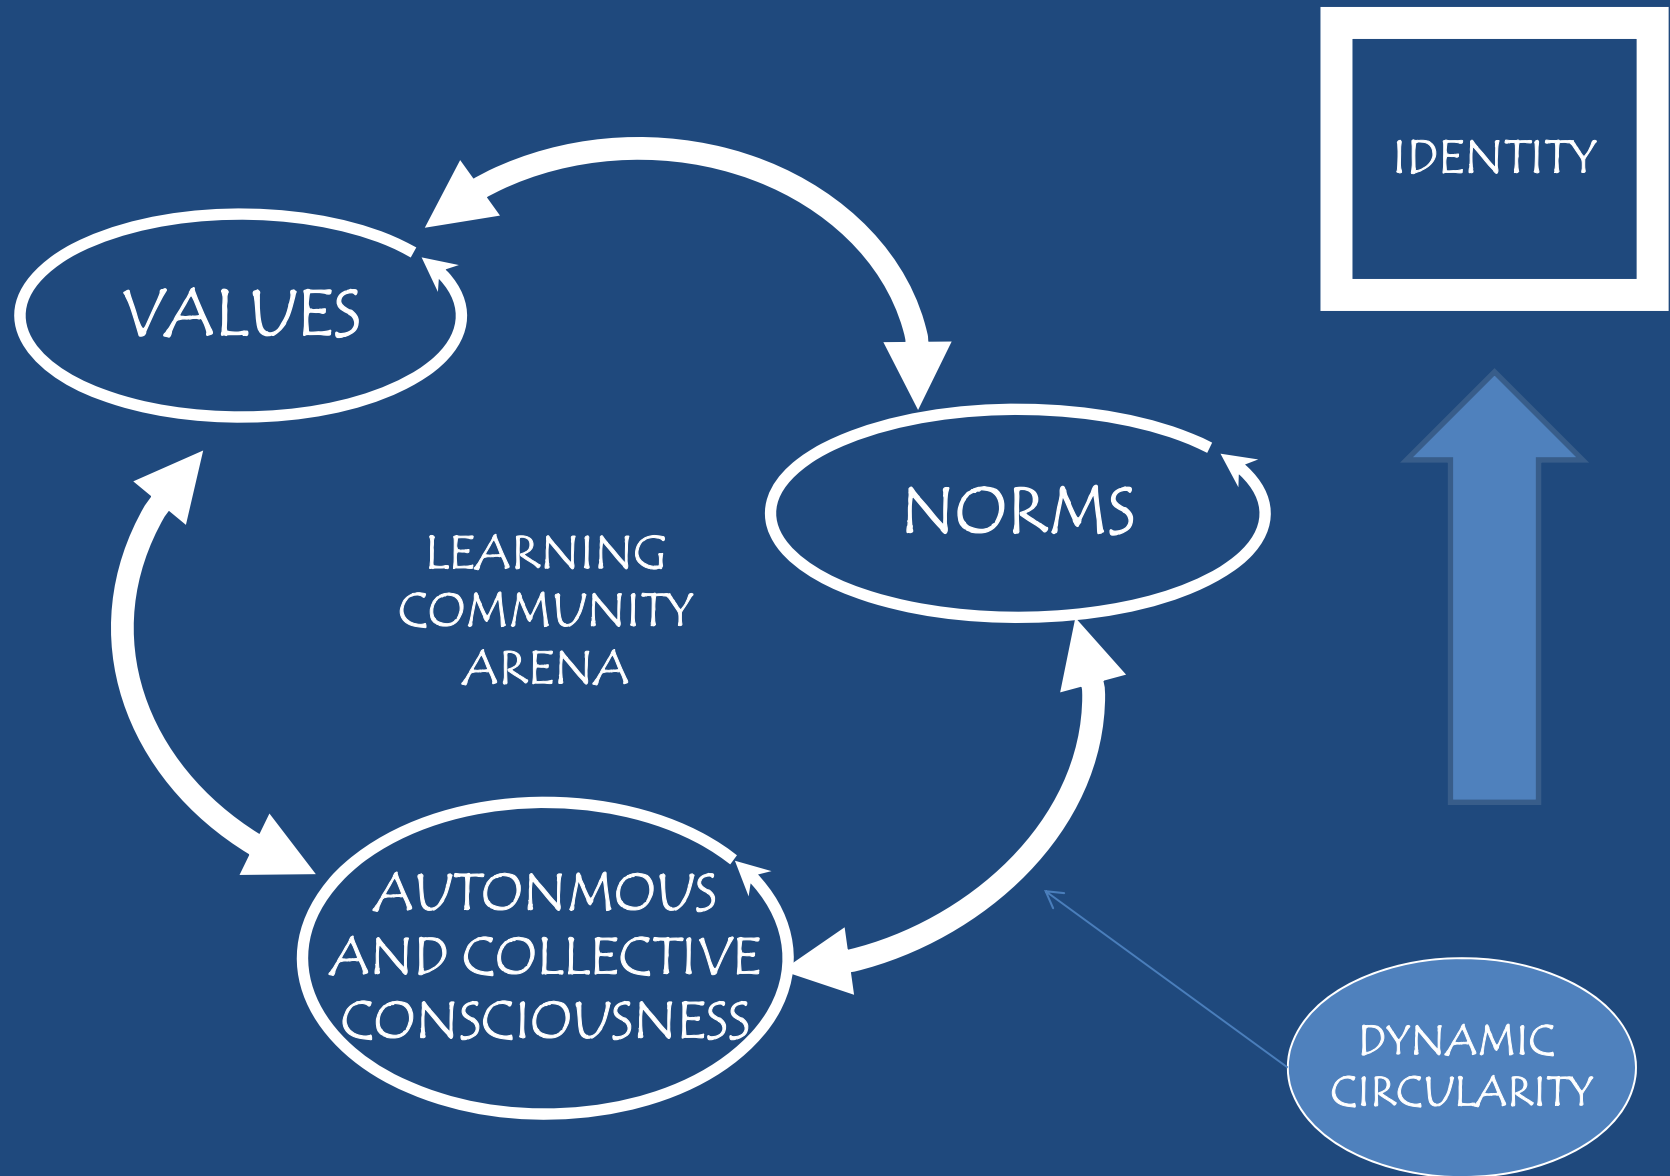 IDENTITY
VALUES
NORMS
LEARNING
COMMUNITY
ARENA
AUTONMOUS
AND COLLECTIVE
CONSCIOUSNESS
DYNAMIC
CIRCULARITY